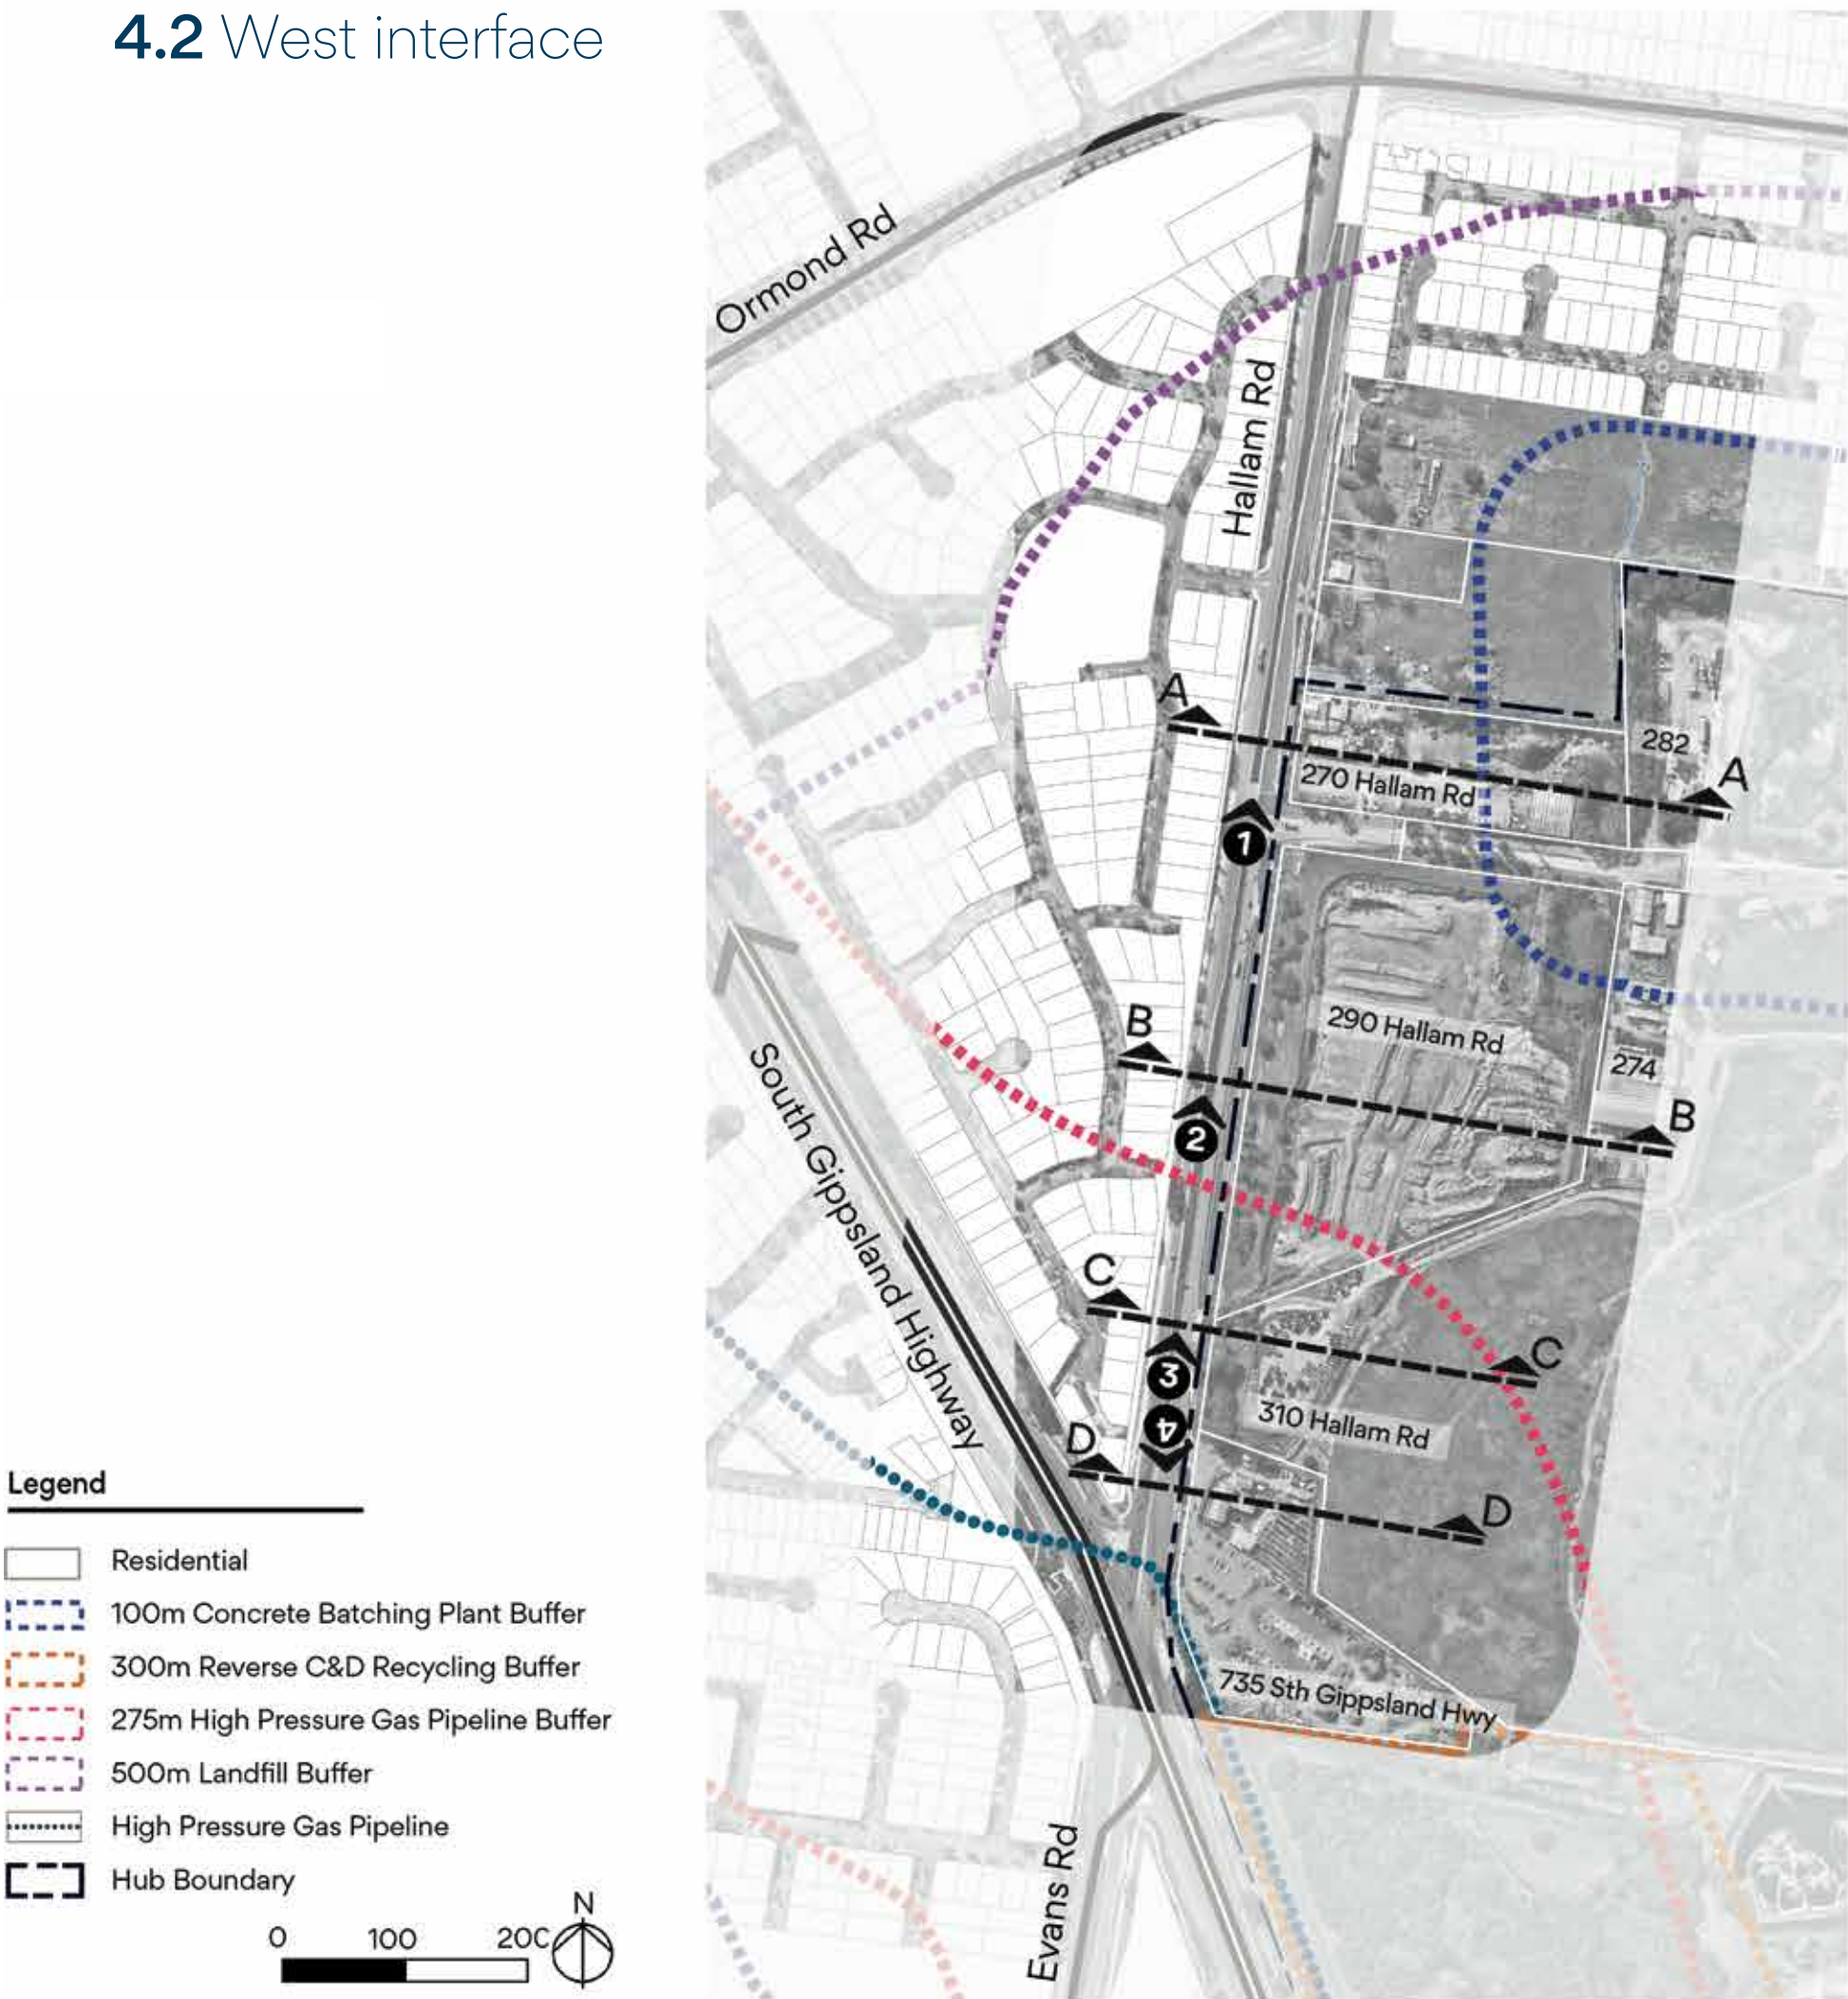 4.2 West interface
Ormond Rd
Hallam Rd
A
282
A
270 Hallam Rd
1
B
290 Hallam Rd
274
B
2
South Gippsland Highway
C
C
3
310 Hallam Rd
4
D
D
735 Sth Gippsland Hwy
Evans Rd
Legend
Residential
100m Concrete Batching Plant Buffer
300m Reverse C&D Recycling Buffer
275m High Pressure Gas Pipeline Buffer
500m Landfill Buffer
High Pressure Gas Pipeline
Hub Boundary
N
0 100 200